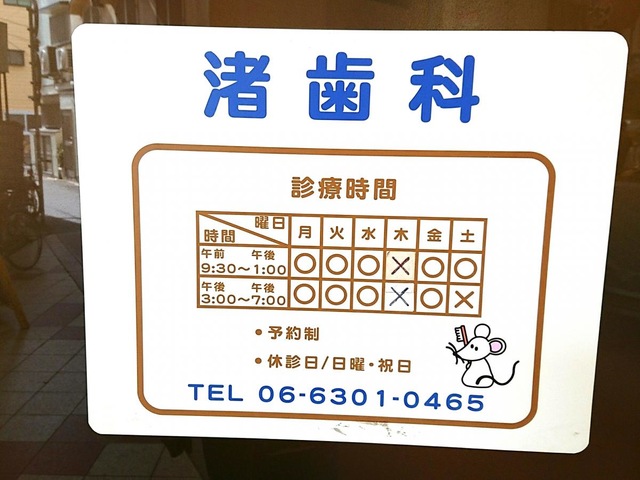 渚歯科
診療時間
曜日 月 火 水 木 金 土
時間
午前 午後
9:30〜1:00 〇 〇 〇 × 〇 〇
午後 午後
3:00〜7:00 〇 〇 〇 × 〇 ×
•予約制
•休診日/日曜・祝日
TEL 06-6301-0465